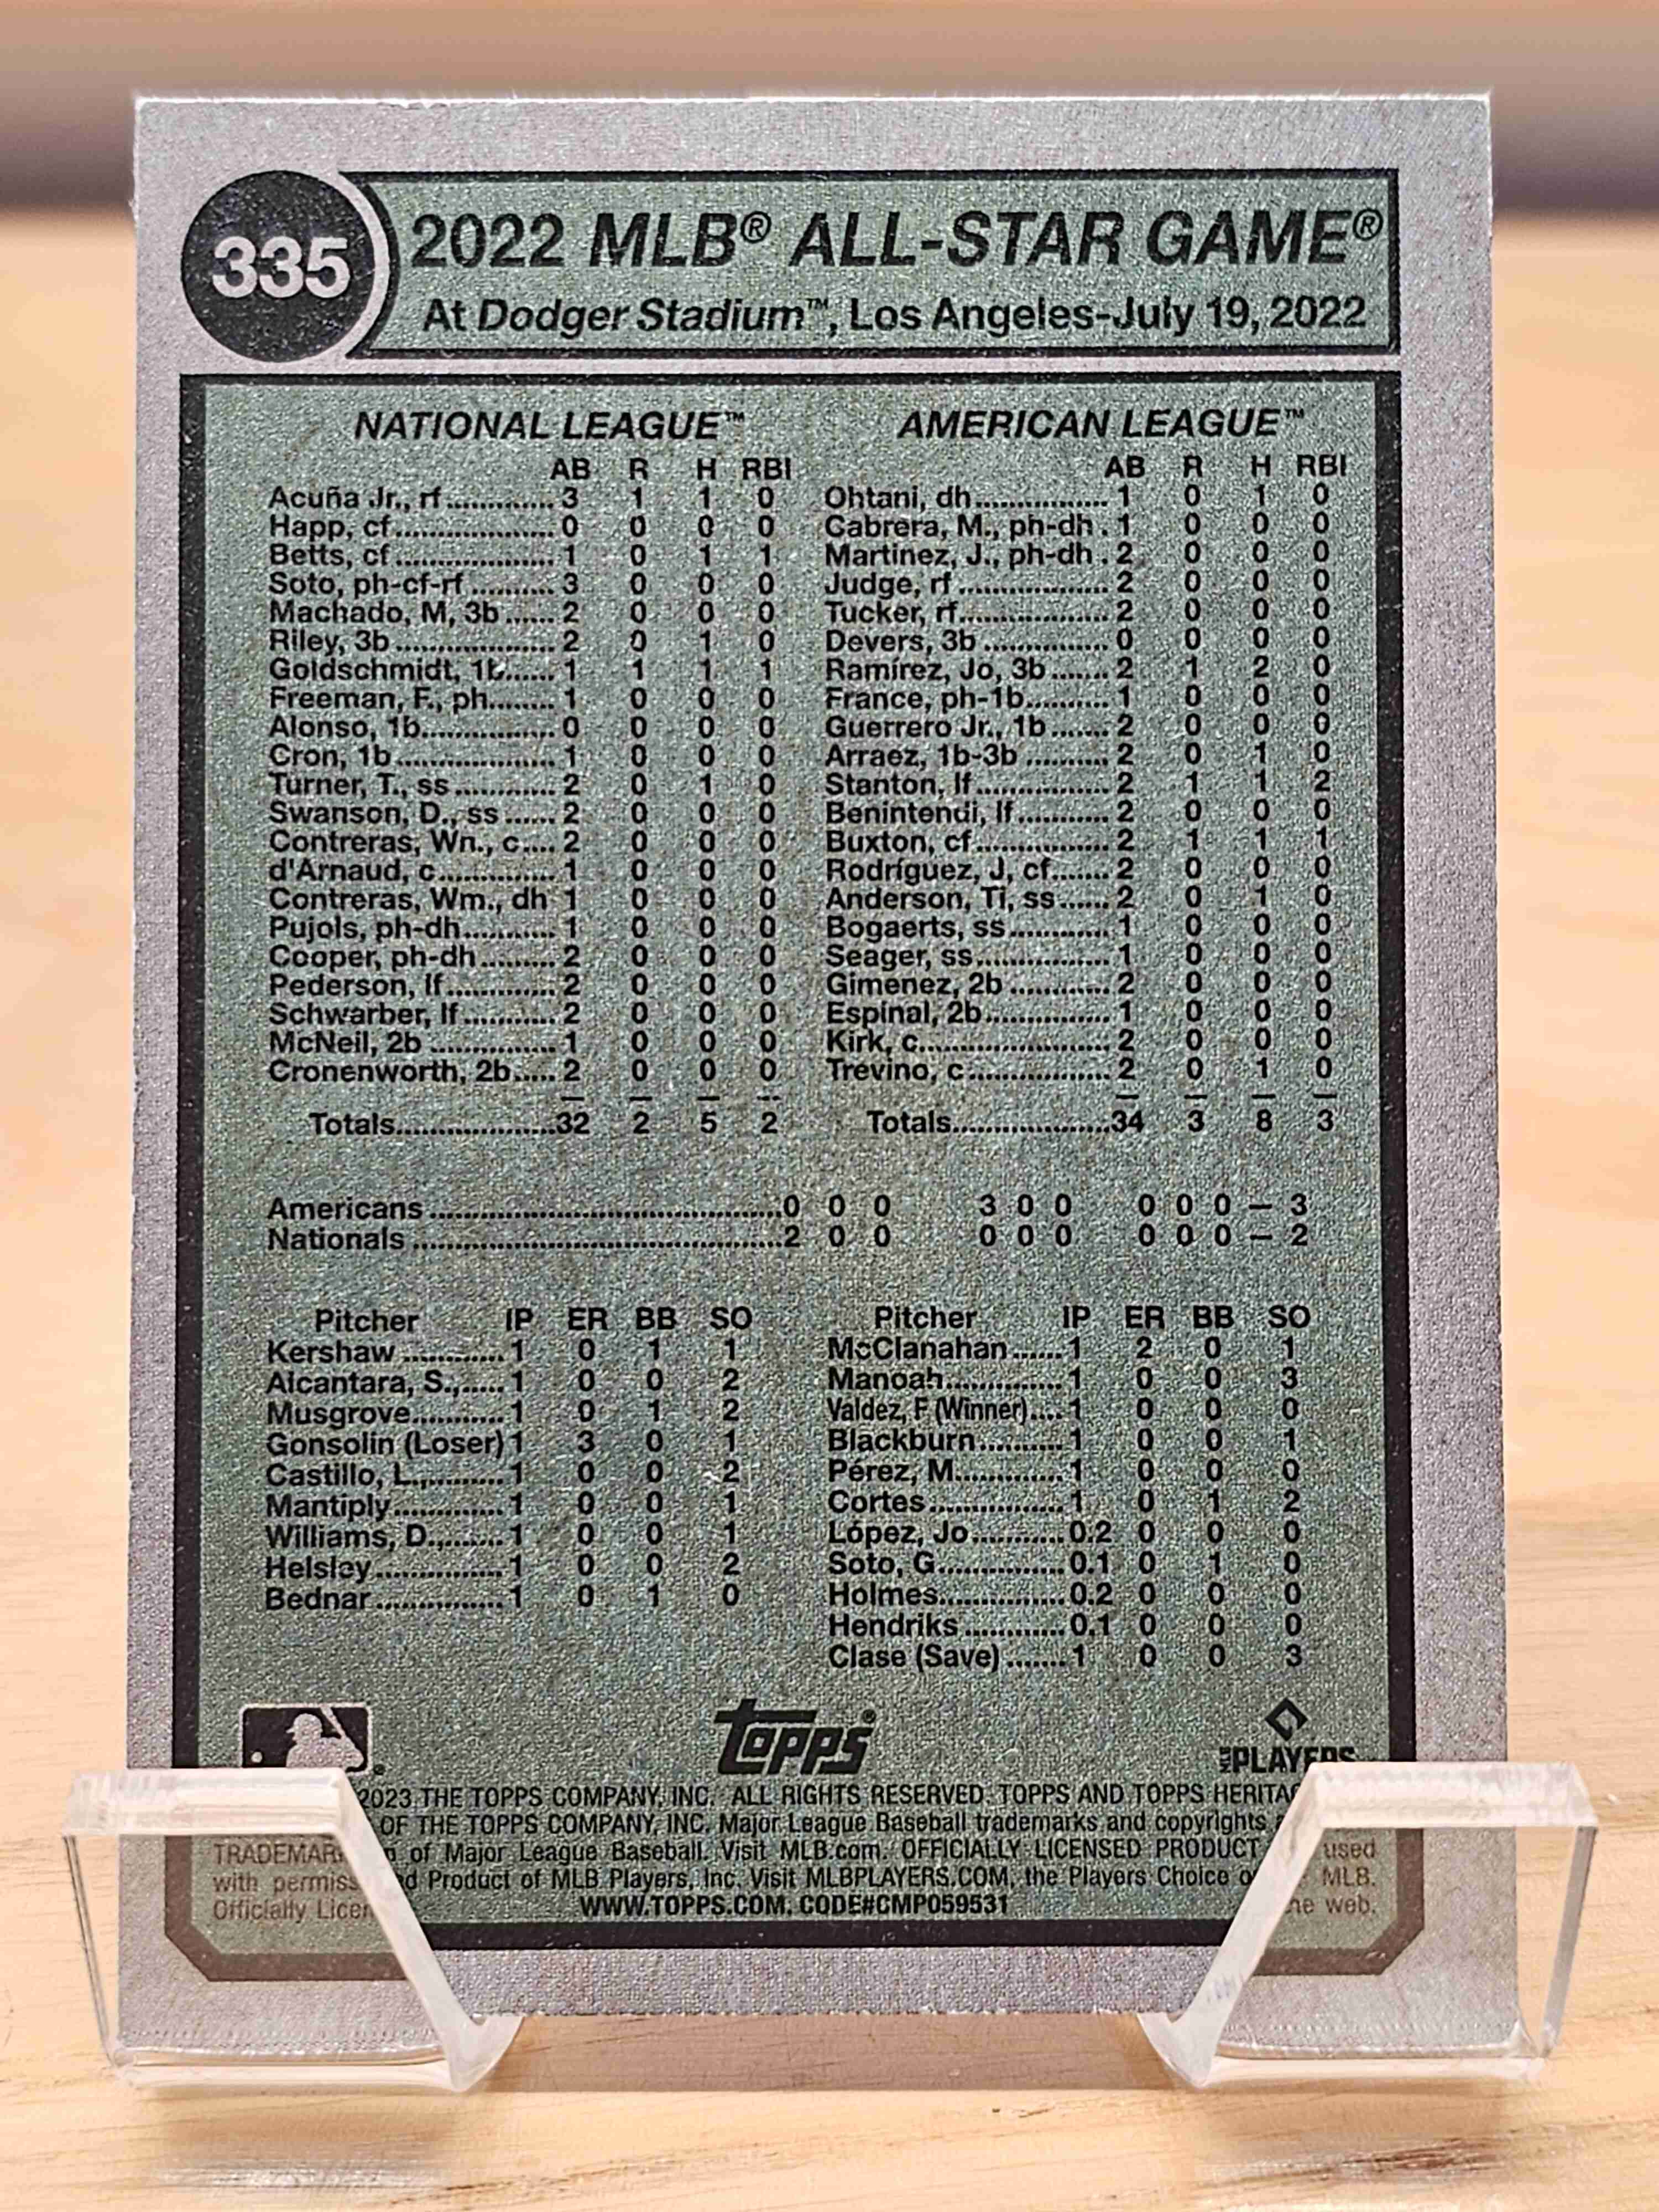 335
2022 MLB® ALL-STAR GAME®
At Dodger Stadium™, Los Angeles-July 19, 2022
NATIONAL LEAGUE™
AB R H RBI
Acuña Jr., rf.............3 1 1 0
Happ, cf...................0 0 0 0
Betts, cf...................1 0 1 1
Soto, ph-cf-rf..........3 0 0 0
Machado, M, 3b......2 0 0 0
Riley, 3b...................2 0 1 0
Goldschmidt, 1b......1 1 1 1
Freeman, F., ph........1 0 0 0
Alonso, 1b................0 0 0 0
Cron, 1b....................1 0 0 0
Turner, T., ss............2 0 1 0
Swanson, D., ss......2 0 0 0
Contreras, Wn., c....2 0 0 0
d'Arnaud, c..............1 0 0 0
Contreras, Wm., dh 1 0 0 0
Pujols, ph-dh...........1 0 0 0
Cooper, ph-dh.........2 0 0 0
Pederson, lf.............2 0 0 0
Schwarber, lf...........2 0 0 0
McNeil, 2b...............1 0 0 0
Cronenworth, 2b.....2 0 0 0
Totals...................32 2 5 2
AMERICAN LEAGUE™
AB R H RBI
Ohtani, dh................1 0 1 0
Cabrera, M., ph-dh.1 0 0 0
Martinez, J., ph-dh.2 0 0 0
Judge, rf..................2 0 0 0
Tucker, rf..................2 0 0 0
Devers, 3b...............0 0 0 0
Ramírez, Jo, 3b.......2 1 2 0
France, ph-1b..........1 0 0 0
Guerrero Jr., 1b.......2 0 0 0
Arraez, 1b-3b..........2 0 1 0
Stanton, lf................2 1 1 2
Benintendi, lf...........2 0 0 0
Buxton, cf................2 1 1 1
Rodríguez, J, cf.......2 0 0 0
Anderson, Ti, ss......2 0 1 0
Bogaerts, ss............1 0 0 0
Seager, ss................1 0 0 0
Gimenez, 2b............2 0 0 0
Espinal, 2b...............1 0 0 0
Kirk, c.......................2 0 0 0
Trevino, c.................2 0 1 0
Totals...................34 3 8 3
Americans....................................0 0 0 3 0 0 0 0 0 – 3
Nationals......................................2 0 0 0 0 0 0 0 0 – 2
Pitcher IP ER BB SO
Kershaw............1 0 1 1
Alcantara, S.,.....1 0 0 2
Musgrove...........1 0 1 2
Gonsolin (Loser) 1 3 0 1
Castillo, L.,.........1 0 0 2
Mantiply.............1 0 0 1
Williams, D.,.......1 0 0 1
Helsley...............1 0 0 2
Bednar...............1 0 1 0
Pitcher IP ER BB SO
McClanahan.......1 2 0 1
Manoah..............1 0 0 3
Valdez, F (Winner)....1 0 0 0
Blackburn..........1 0 0 1
Pérez, M.............1 0 0 0
Cortes................1 0 1 2
López, Jo...........0.2 0 0 0
Soto, G...............0.1 0 1 0
Holmes...............0.2 0 0 0
Hendriks............0.1 0 0 0
Clase (Save).......1 0 0 3
topps®
MLB PLAYERS
2023 THE TOPPS COMPANY, INC. ALL RIGHTS RESERVED. TOPPS AND TOPPS HERITA
OF THE TOPPS COMPANY, INC. Major League Baseball trademarks and copyrights used
TRADEMAR of Major League Baseball. Visit MLB.com. OFFICIALLY LICENSED PRODUCT MLB.
with permiss d Product of MLB Players, Inc. Visit MLBPLAYERS.COM, the Players Choice o he web.
Officially Licen WWW.TOPPS.COM. CODE#CMP059531